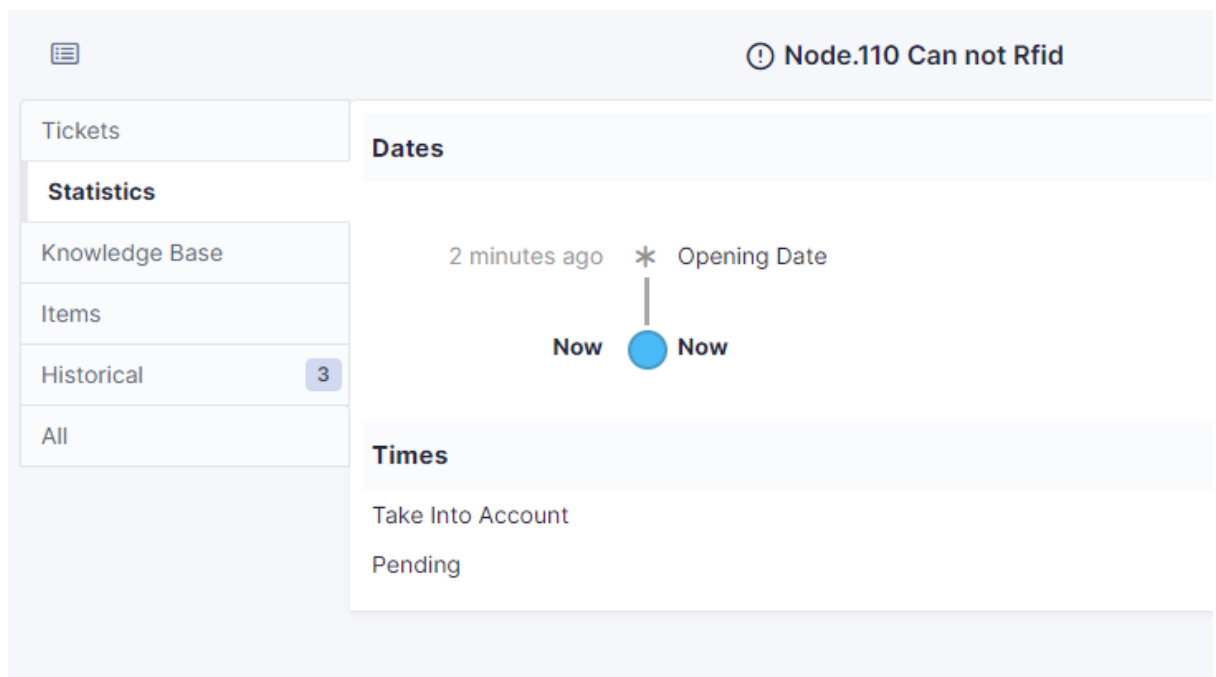 Node.110 Can not Rfid
Tickets
Statistics
Knowledge Base
Items
Historical 3
All
Dates
2 minutes ago Opening Date
Now Now
Times
Take Into Account
Pending